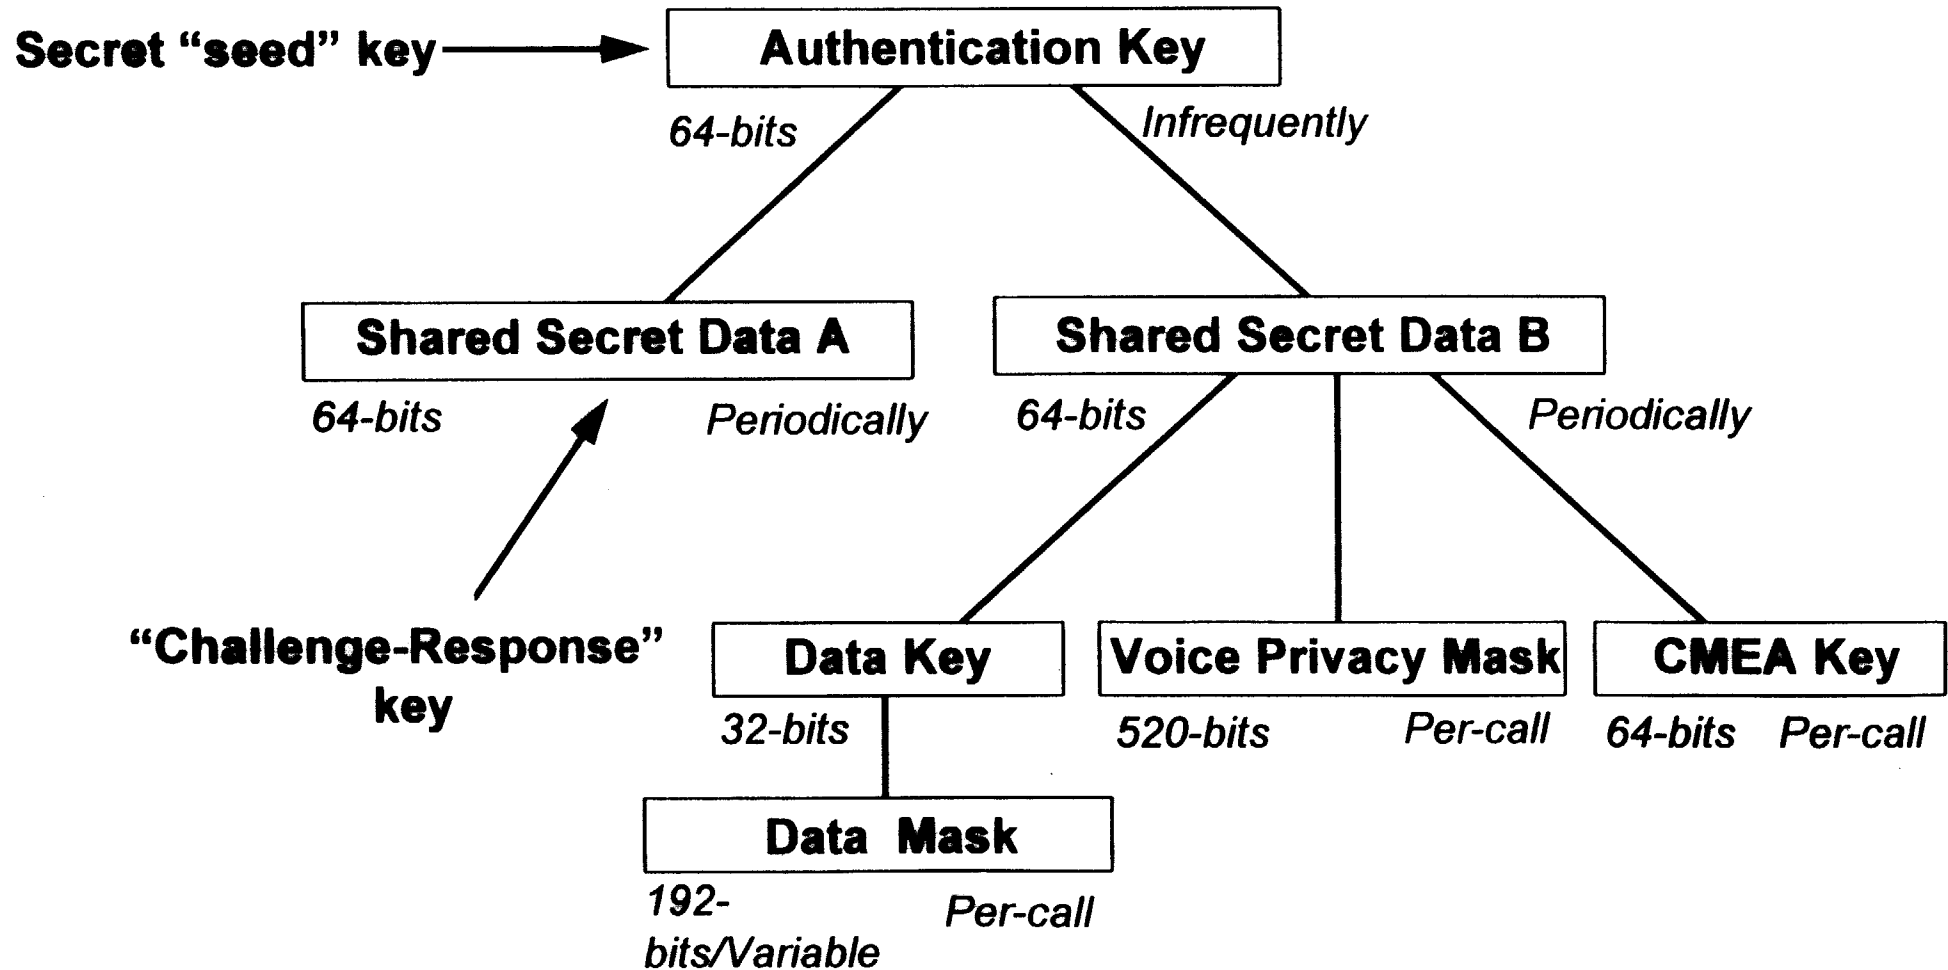 Secret “seed” key
Authentication Key
64-bits
Infrequently
Shared Secret Data A
Shared Secret Data B
64-bits
Periodically
64-bits
Periodically
“Challenge-Response”
key
Data Key
Voice Privacy Mask
CMEA Key
32-bits
520-bits
Per-call
64-bits
Per-call
Data Mask
192-
bits/Variable
Per-call